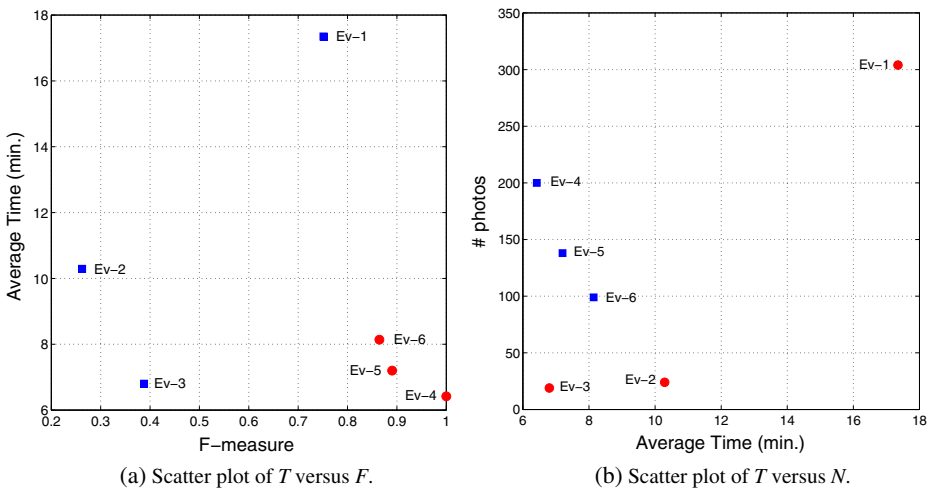 18
16
14
12
10
8
6
Average Time (min.)
Ev−1
Ev−2
Ev−3
Ev−6
Ev−5
Ev−4
0.2
0.3
0.4
0.5
0.6
0.7
0.8
0.9
1
F−measure
(a) Scatter plot of T versus F.
350
300
250
200
150
100
50
0
# photos
Ev−1
Ev−4
Ev−5
Ev−6
Ev−2
Ev−3
6
8
10
12
14
16
18
Average Time (min.)
(b) Scatter plot of T versus N.